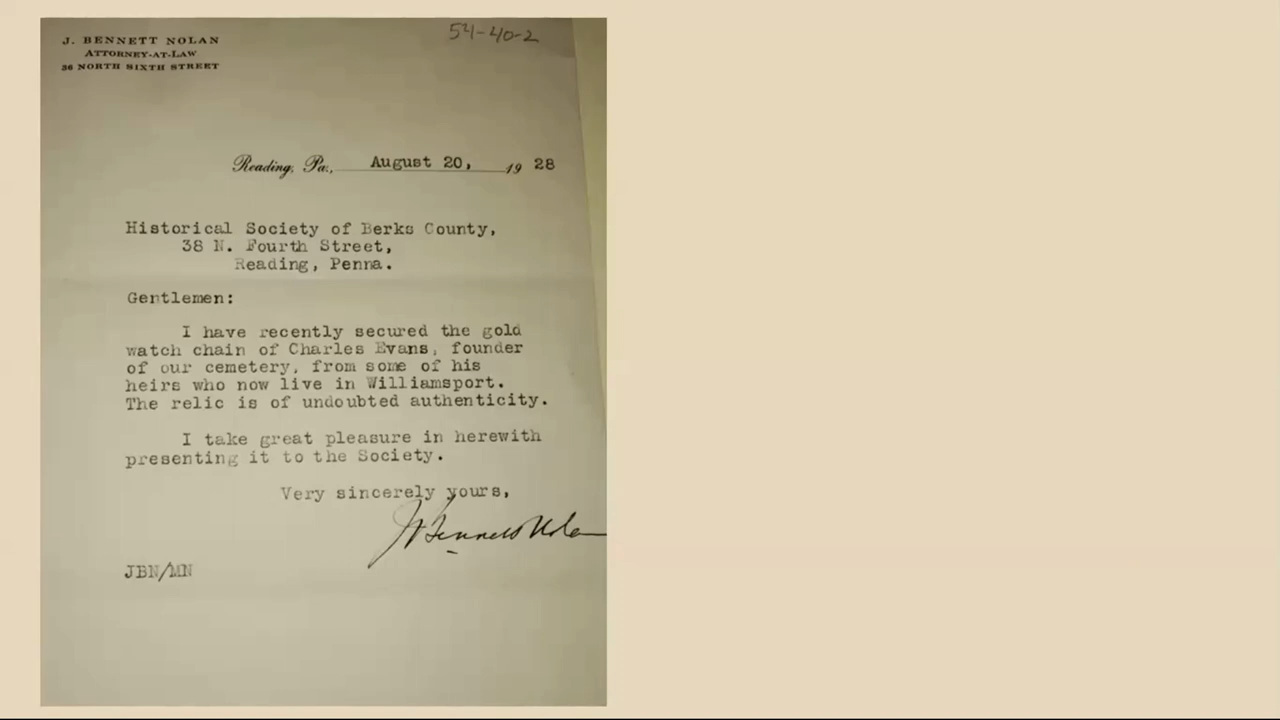 54-40-2
J. BENNETT NOLAN
ATTORNEY-AT-LAW
36 NORTH SIXTH STREET
Reading, Pa., August 20, 1928
Historical Society of Berks County,
38 N. Fourth Street,
Reading, Penna.
Gentlemen:
I have recently secured the gold
watch chain of Charles Evans, founder
of our cemetery, from some of his
heirs who now live in Williamsport.
The relic is of undoubted authenticity.
I take great pleasure in herewith
presenting it to the Society.
Very sincerely yours,
J Bennett Nolan
JBN/MN